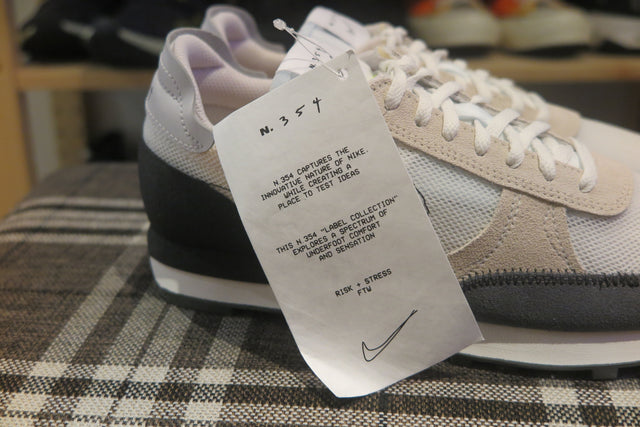 N. 354
N.354 CAPTURES THE
INNOVATIVE NATURE OF NIKE.
WHILE CREATING A
PLACE TO TEST IDEAS
THIS N.354 "LABEL COLLECTION"
EXPLORES A SPECTRUM OF
UNDERFOOT COMFORT
AND SENSATION
RISK + STRESS
FTW